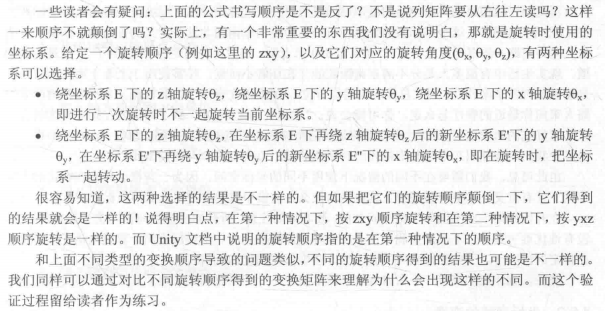 一些读者会有疑问：上面的公式书写顺序是不是反了？不是说列矩阵要从右往左读吗？这样
一来顺序不就颠倒了吗？实际上，有一个非常重要的东西我们没有说明白，那就是旋转时使用的
坐标系。给定一个旋转顺序（例如这里的 zxy），以及它们对应的旋转角度(θx, θy, θz)，有两种坐标
系可以选择。
• 绕坐标系 E 下的 z 轴旋转θz，绕坐标系 E 下的 y 轴旋转θy，绕坐标系 E 下的 x 轴旋转θx，
即进行一次旋转时不一起旋转当前坐标系。
• 绕坐标系 E 下的 z 轴旋转θz，在坐标系 E 下再绕 z 轴旋转θz 后的新坐标系 E'下的 y 轴旋转
θy，在坐标系 E'下再绕 y 轴旋转θy 后的新坐标系 E''下的 x 轴旋转θx，即在旋转时，把坐标
系一起转动。
很容易知道，这两种选择的结果是不一样的。但如果把它们的旋转顺序颠倒一下，它们得到
的结果就会是一样的！说得明白点，在第一种情况下，按 zxy 顺序旋转和在第二种情况下，按 yxz
顺序旋转是一样的。而 Unity 文档中说明的旋转顺序指的是在第一种情况下的顺序。
和上面不同类型的变换顺序导致的问题类似，不同的旋转顺序得到的结果也可能是不一样的。
我们同样可以通过对比不同旋转顺序得到的变换矩阵来理解为什么会出现这样的不同。而这个验
证过程留给读者作为练习。